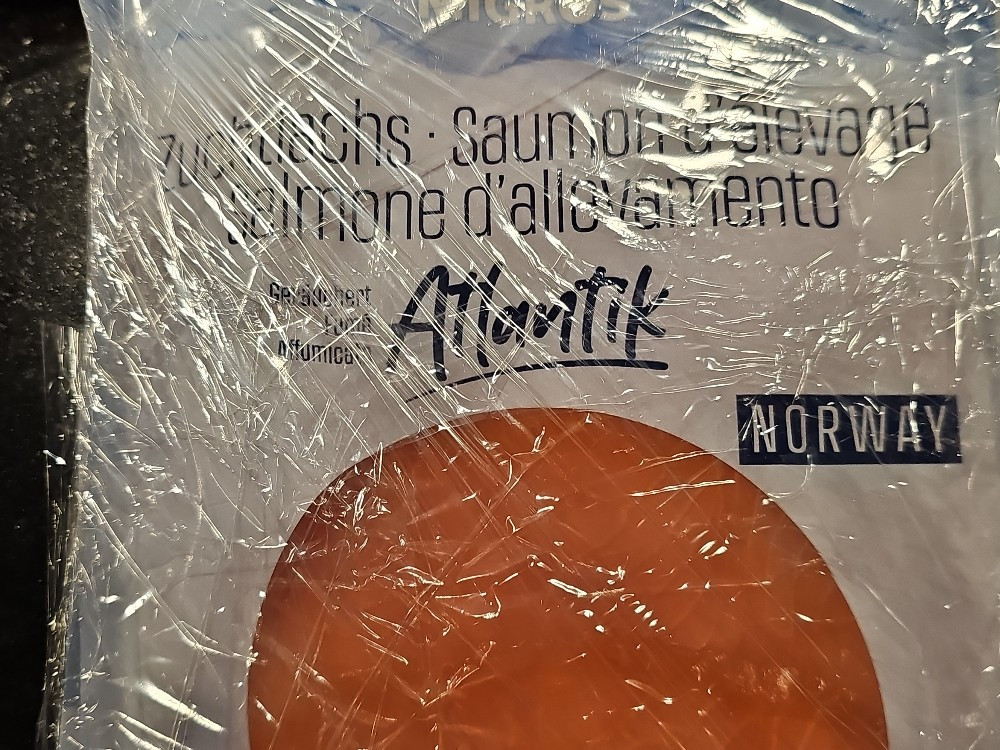 MIGROS
Zuchtlachs · Saumon d'élevage
Salmone d'allevamento
Geräuchert
Fumé
Affumicato
Atlantik
NORWAY